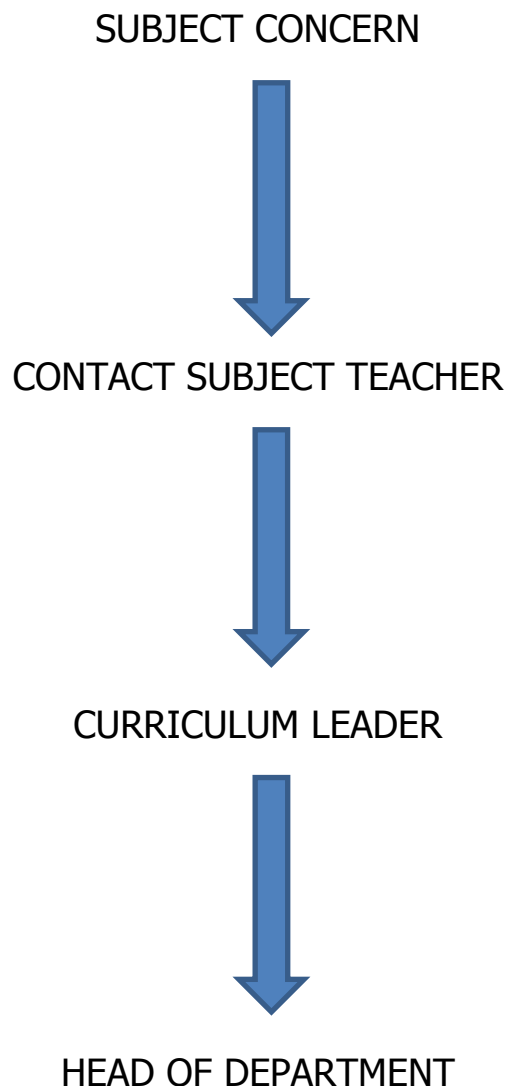 SUBJECT CONCERN
CONTACT SUBJECT TEACHER
CURRICULUM LEADER
HEAD OF DEPARTMENT